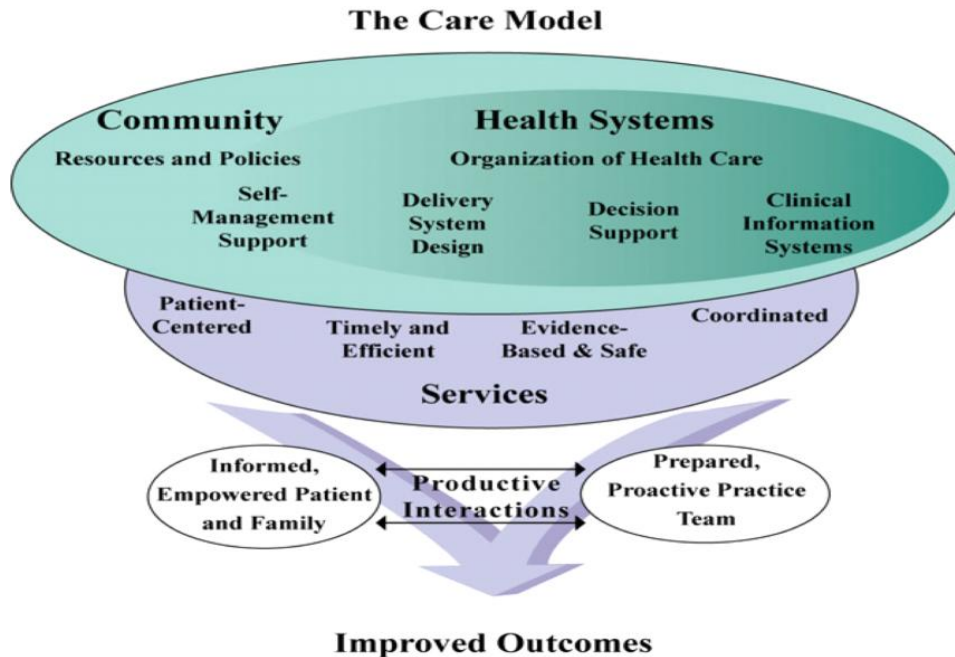 The Care Model
Community
Health Systems
Resources and Policies
Organization of Health Care
Self-
Management
Support
Delivery
System
Design
Decision
Support
Clinical
Information
Systems
Patient-
Centered
Timely and
Efficient
Evidence-
Based & Safe
Coordinated
Services
Informed,
Empowered Patient
and Family
Productive
Interactions
Prepared,
Proactive Practice
Team
Improved Outcomes